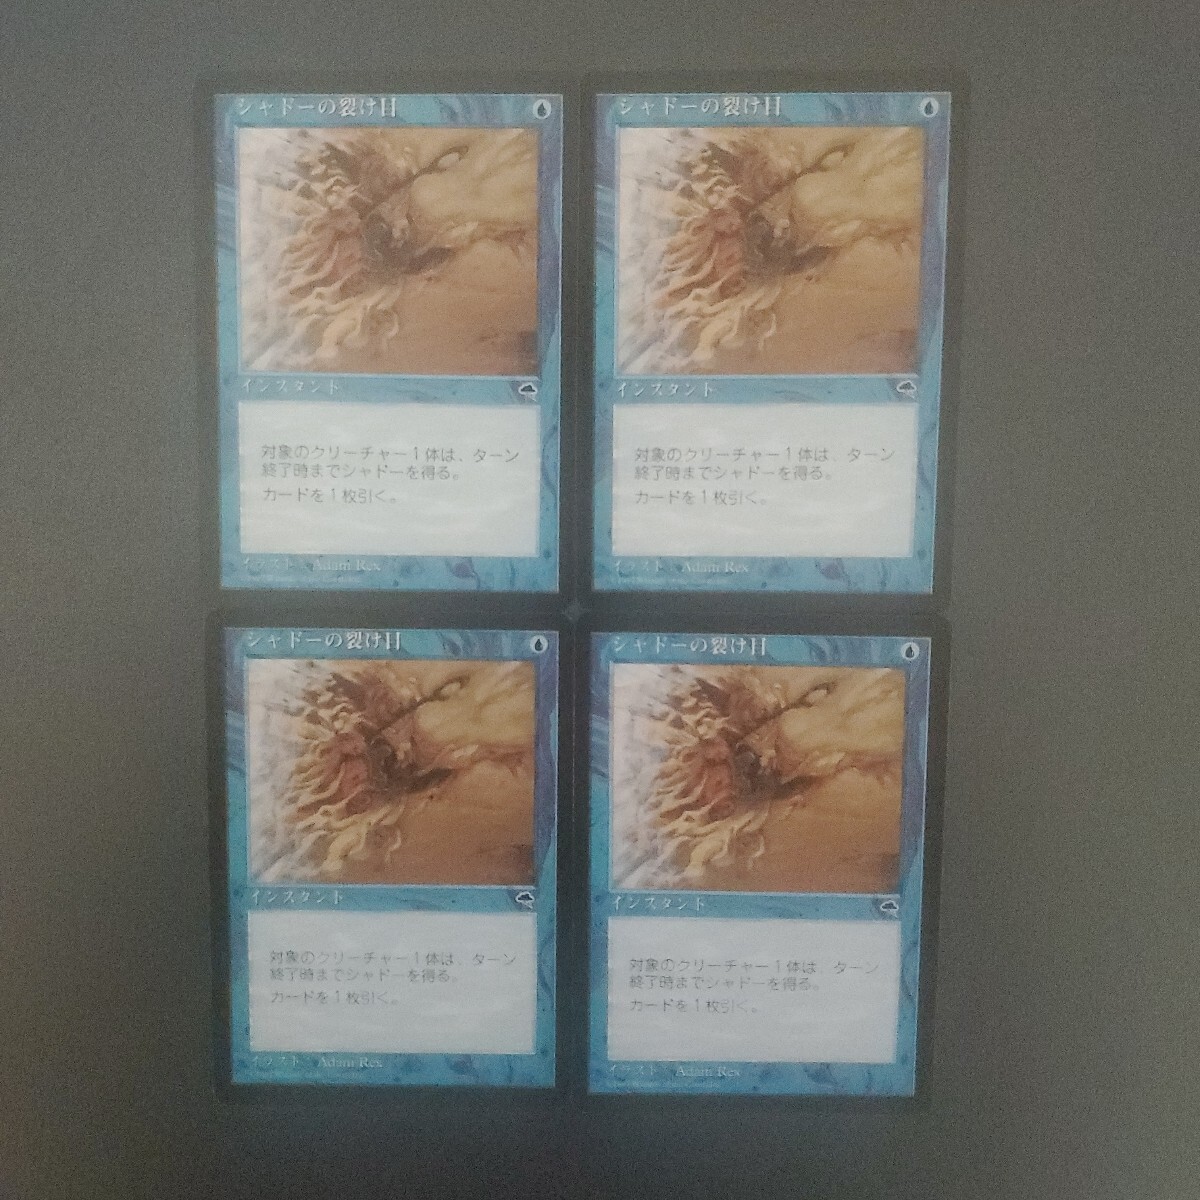 シャドーの裂け目
インスタント
対象のクリーチャー1体は、ターン
終了時までシャドーを得る。
カードを1枚引く。
イラスト Adam Rex
シャドーの裂け目
インスタント
対象のクリーチャー1体は、ターン
終了時までシャドーを得る。
カードを1枚引く。
イラスト Adam Rex
シャドーの裂け目
インスタント
対象のクリーチャー1体は、ターン
終了時までシャドーを得る。
カードを1枚引く。
イラスト Adam Rex
シャドーの裂け目
インスタント
対象のクリーチャー1体は、ターン
終了時までシャドーを得る。
カードを1枚引く。
イラスト Adam Rex